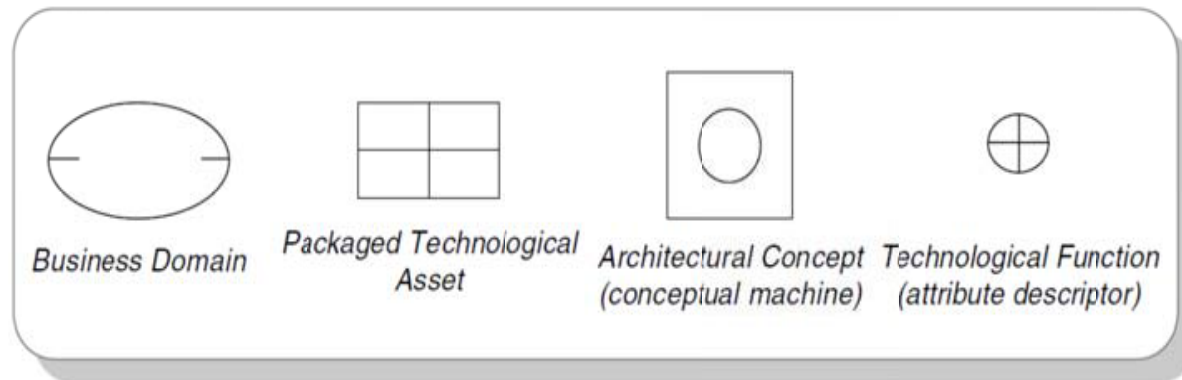 Business Domain
Packaged Technological
Asset
Architectural Concept
(conceptual machine)
Technological Function
(attribute descriptor)